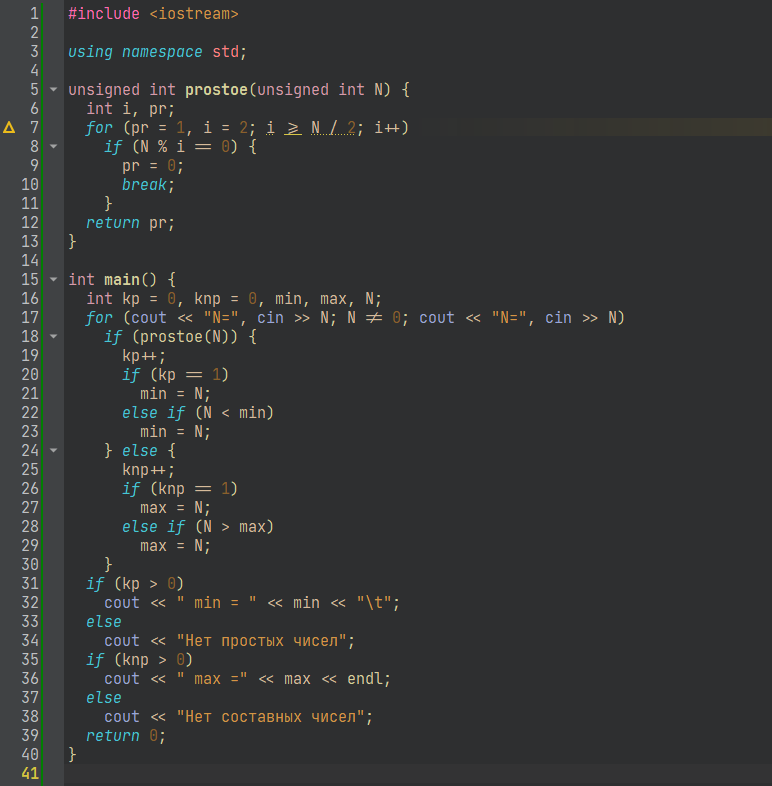 1 #include <iostream>
2
3 using namespace std;
4
5 unsigned int prostoe(unsigned int N) {
6   int i, pr;
7   for (pr = 1, i = 2; i >= N / 2; i++)
8     if (N % i == 0) {
9       pr = 0;
10       break;
11     }
12   return pr;
13 }
14
15 int main() {
16   int kp = 0, knp = 0, min, max, N;
17   for (cout << "N=", cin >> N; N != 0; cout << "N=", cin >> N)
18     if (prostoe(N)) {
19       kp++;
20       if (kp == 1)
21         min = N;
22       else if (N < min)
23         min = N;
24     } else {
25       knp++;
26       if (knp == 1)
27         max = N;
28       else if (N > max)
29         max = N;
30     }
31   if (kp > 0)
32     cout << " min = " << min << "\t";
33   else
34     cout << "Нет простых чисел";
35   if (knp > 0)
36     cout << " max =" << max << endl;
37   else
38     cout << "Нет составных чисел";
39   return 0;
40 }
41